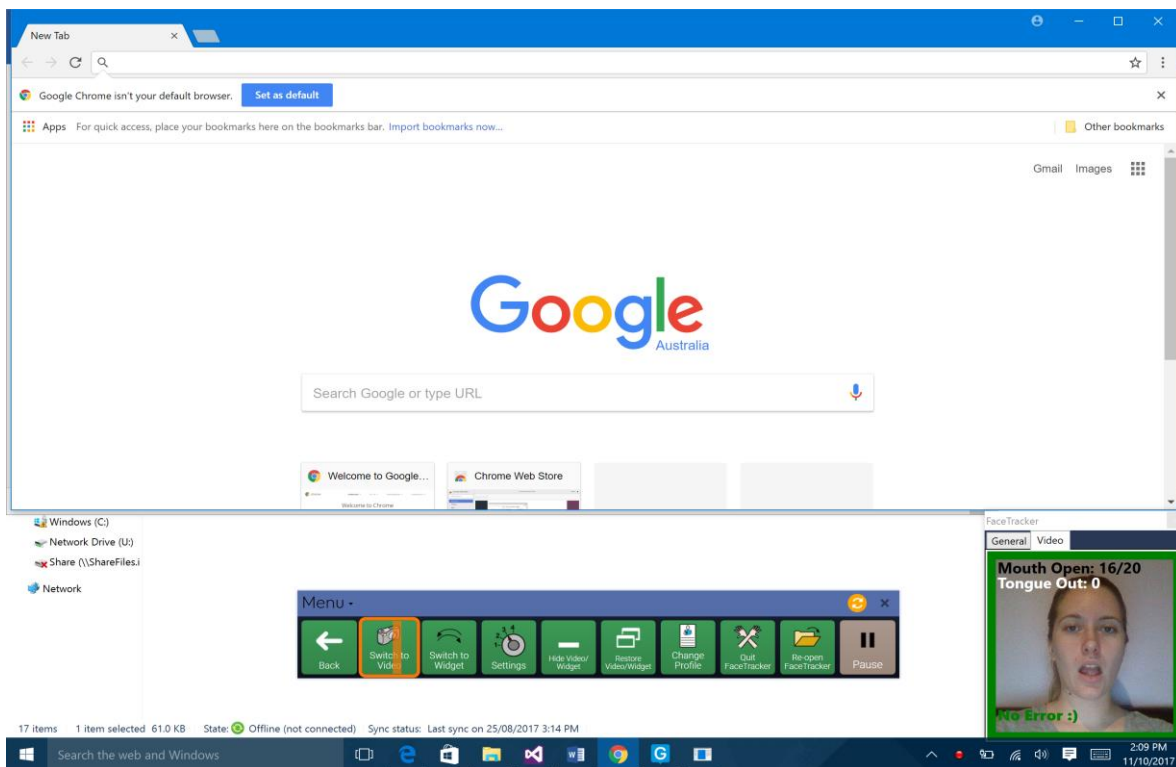 New Tab
Google Chrome isn't your default browser. Set as default
Apps For quick access, place your bookmarks here on the bookmarks bar. Import bookmarks now... Other bookmarks
Gmail Images
Google
Australia
Search Google or type URL
Welcome to Google... Chrome Web Store
Welcome to Chrome
Windows (C:)
Network Drive (U:)
Share (\\ShareFiles.i
Network
FaceTracker
General Video
Mouth Open: 16/20
Tongue Out: 0
No Error :)
Menu
Back
Switch to Video
Switch to Widget
Settings
Hide Video/Widget
Restore Video/Widget
Change Profile
Quit FaceTracker
Re-open FaceTracker
Pause
17 items 1 item selected 61.0 KB State: Offline (not connected) Sync status: Last sync on 25/08/2017 3:14 PM
Search the web and Windows
2:09 PM
11/10/2017